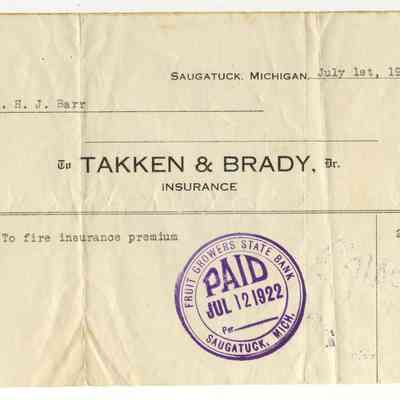 SAUGATUCK, MICHIGAN, July 1st, 19
. H. J. Barr
To TAKKEN & BRADY, Dr.
INSURANCE
To fire insurance premium 2
FRUIT GROWERS STATE BANK
PAID
JUL 12 1922
Per
SAUGATUCK, MICH.